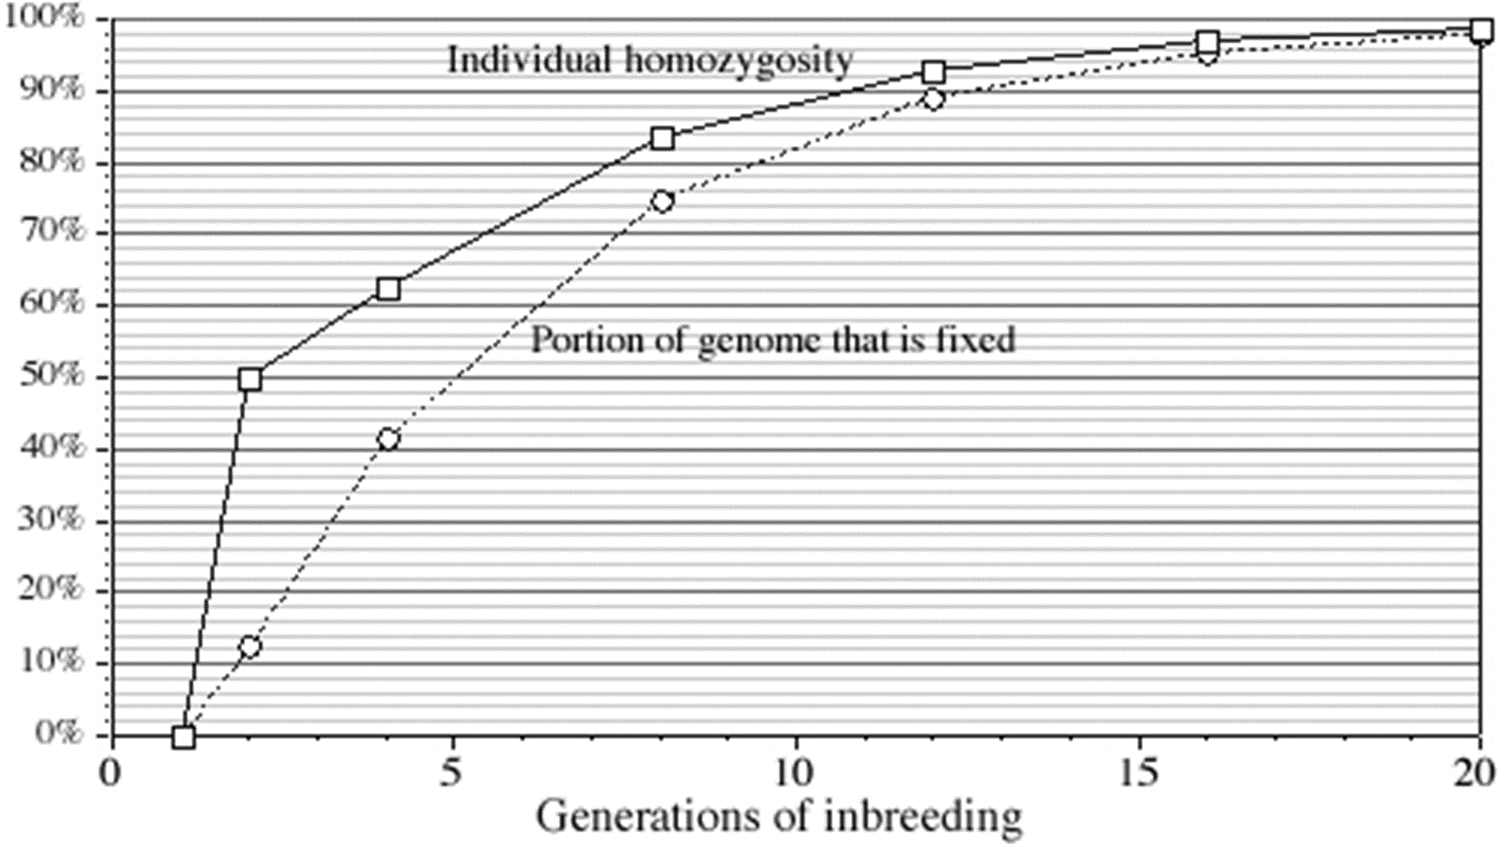 100%
Individual homozygosity
90%
80%
70%
60%
Portion of genome that is fixed
50%
40%
30%
20%
10%
0%
0 5 10 15 20
Generations of inbreeding